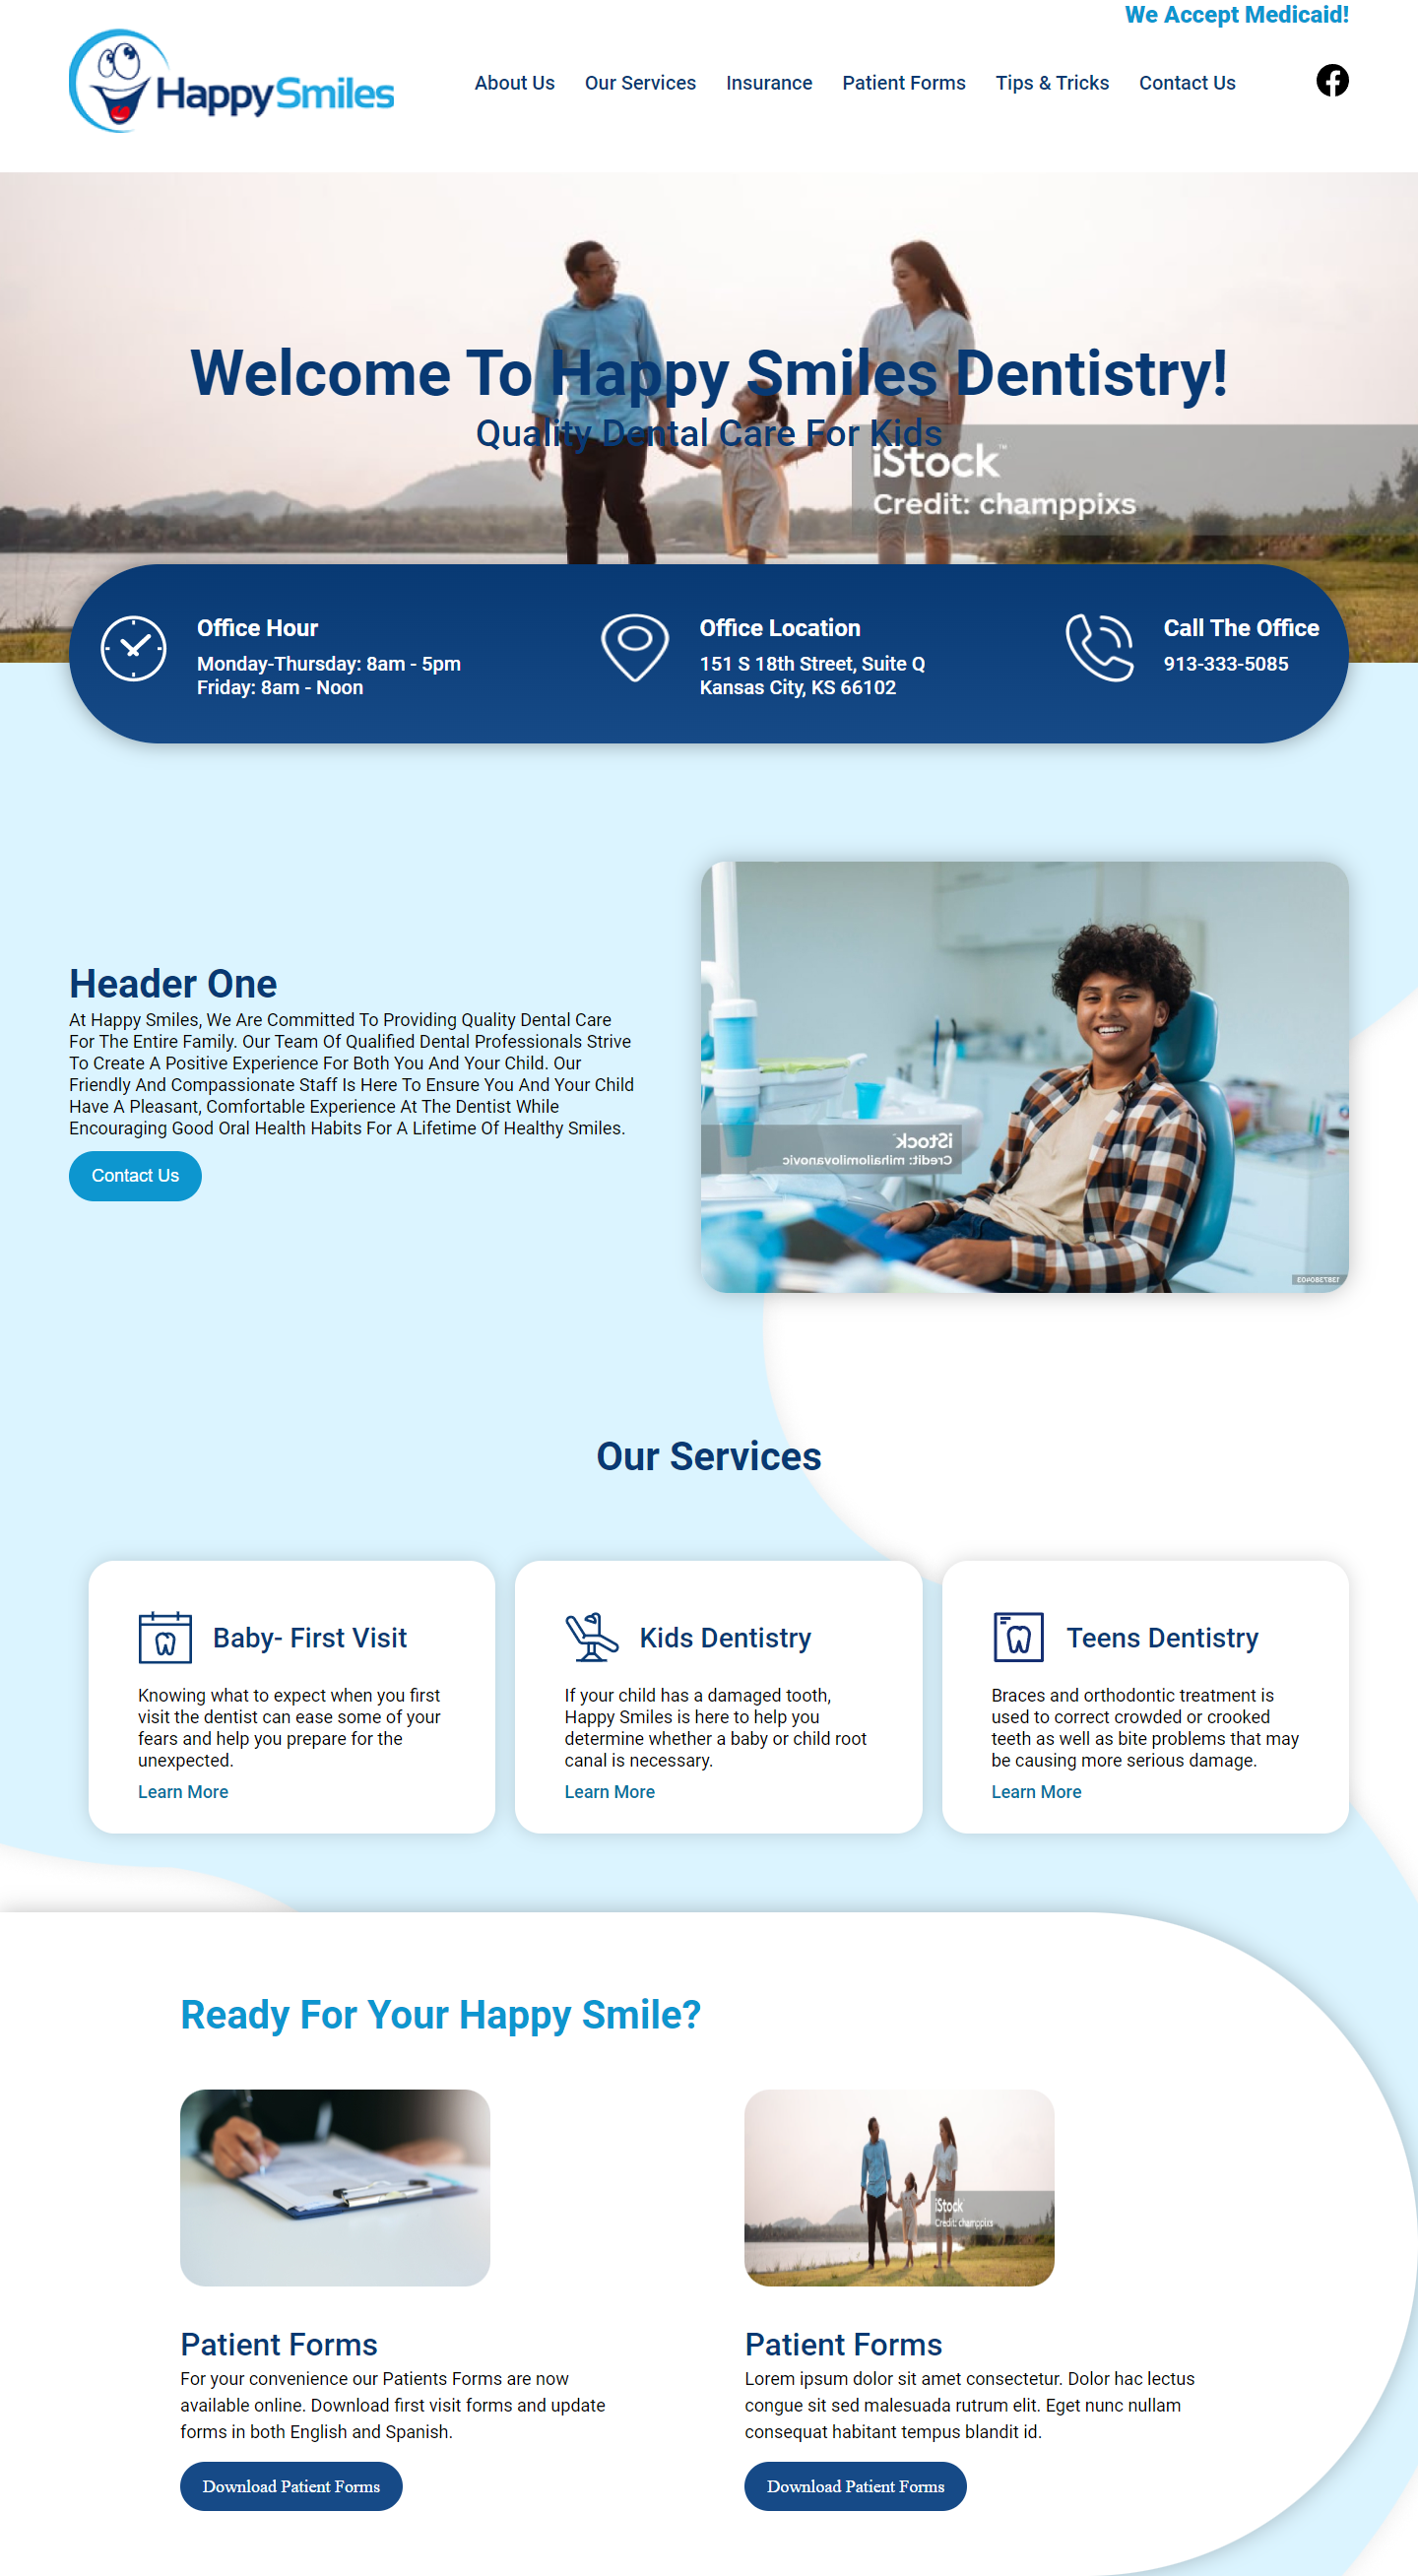 We Accept Medicaid!
HappySmiles
About Us Our Services Insurance Patient Forms Tips & Tricks Contact Us
Welcome To Happy Smiles Dentistry!
Quality Dental Care For Kids
iStock™
Credit: champpixs
Office Hour
Monday-Thursday: 8am - 5pm
Friday: 8am - Noon
Office Location
151 S 18th Street, Suite Q
Kansas City, KS 66102
Call The Office
913-333-5085
Header One
At Happy Smiles, We Are Committed To Providing Quality Dental Care
For The Entire Family. Our Team Of Qualified Dental Professionals Strive
To Create A Positive Experience For Both You And Your Child. Our
Friendly And Compassionate Staff Is Here To Ensure You And Your Child
Have A Pleasant, Comfortable Experience At The Dentist While
Encouraging Good Oral Health Habits For A Lifetime Of Healthy Smiles.
Contact Us
iStock
Credit: mihailomilovanovic
1387380403
Our Services
Baby- First Visit
Knowing what to expect when you first
visit the dentist can ease some of your
fears and help you prepare for the
unexpected.
Learn More
Kids Dentistry
If your child has a damaged tooth,
Happy Smiles is here to help you
determine whether a baby or child root
canal is necessary.
Learn More
Teens Dentistry
Braces and orthodontic treatment is
used to correct crowded or crooked
teeth as well as bite problems that may
be causing more serious damage.
Learn More
Ready For Your Happy Smile?
iStock
Credit: champpixs
Patient Forms
For your convenience our Patients Forms are now
available online. Download first visit forms and update
forms in both English and Spanish.
Download Patient Forms
Patient Forms
Lorem ipsum dolor sit amet consectetur. Dolor hac lectus
congue sit sed malesuada rutrum elit. Eget nunc nullam
consequat habitant tempus blandit id.
Download Patient Forms